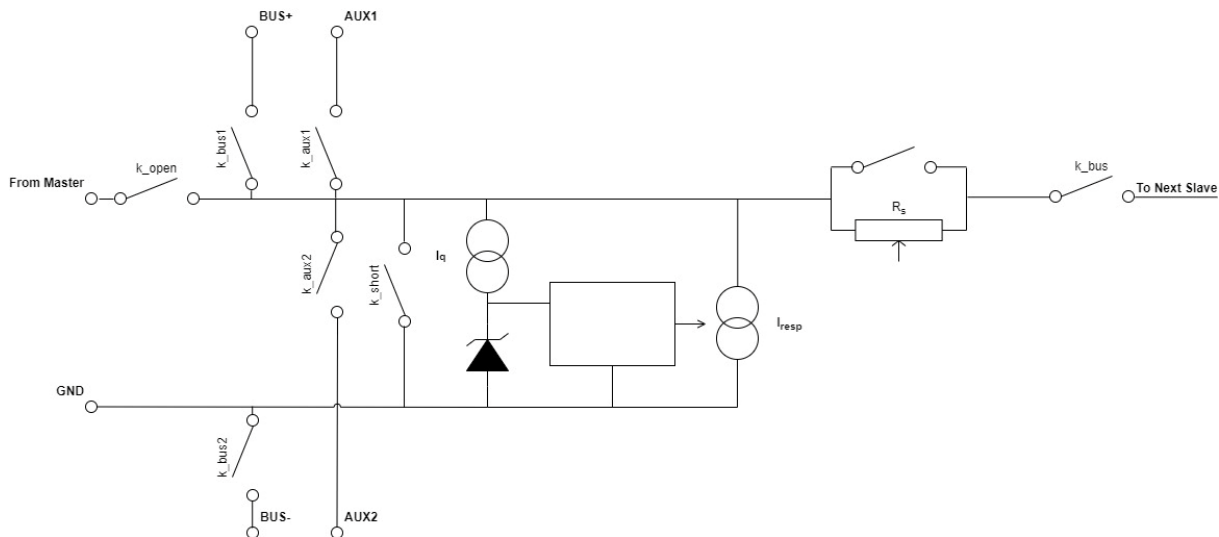 BUS+
AUX1
k_bus1
k_aux1
k_open
From Master
k_bus
To Next Slave
Rs
k_aux2
k_short
Iq
Iresp
GND
k_bus2
BUS-
AUX2